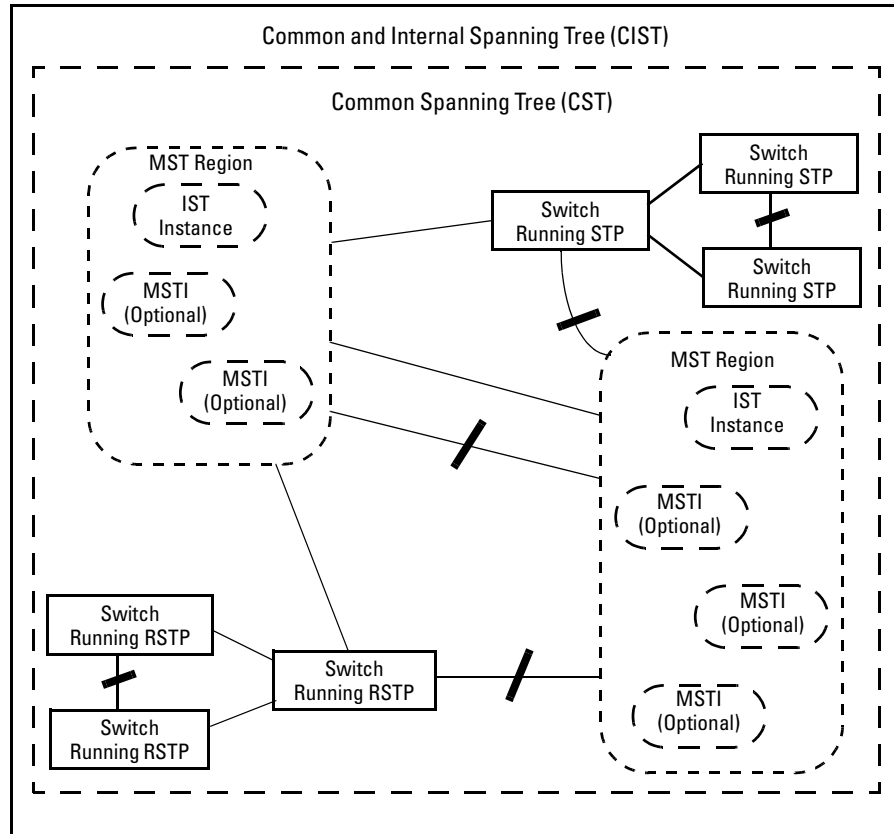 Common and Internal Spanning Tree (CIST)
Common Spanning Tree (CST)
MST Region
IST
Instance
MSTI
(Optional)
MSTI
(Optional)
Switch
Running STP
Switch
Running STP
Switch
Running STP
MST Region
IST
Instance
MSTI
(Optional)
MSTI
(Optional)
MSTI
(Optional)
Switch
Running RSTP
Switch
Running RSTP
Switch
Running RSTP